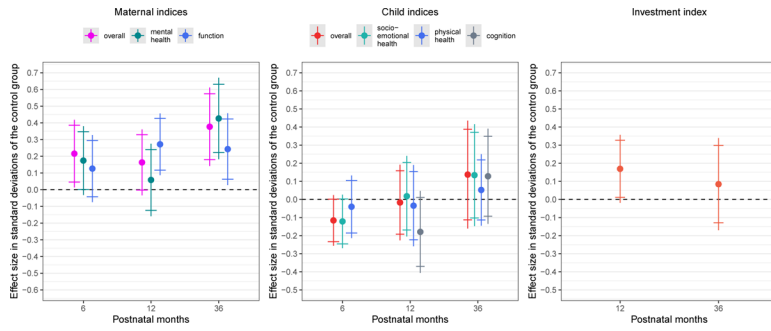 Maternal indices
overall
mental
health
function
Effect size in standard deviations of the control group
0.7
0.6
0.5
0.4
0.3
0.2
0.1
0.0
−0.1
−0.2
−0.3
−0.4
−0.5
−0.6
6
12
36
Postnatal months
Child indices
overall
socio−
emotional
health
physical
health
cognition
Effect size in standard deviations of the control group
0.7
0.6
0.5
0.4
0.3
0.2
0.1
0.0
−0.1
−0.2
−0.3
−0.4
−0.5
6
12
36
Postnatal months
Investment index
Effect size in standard deviations of the control group
0.7
0.6
0.5
0.4
0.3
0.2
0.1
0.0
−0.1
−0.2
−0.3
−0.4
−0.5
12
36
Postnatal months